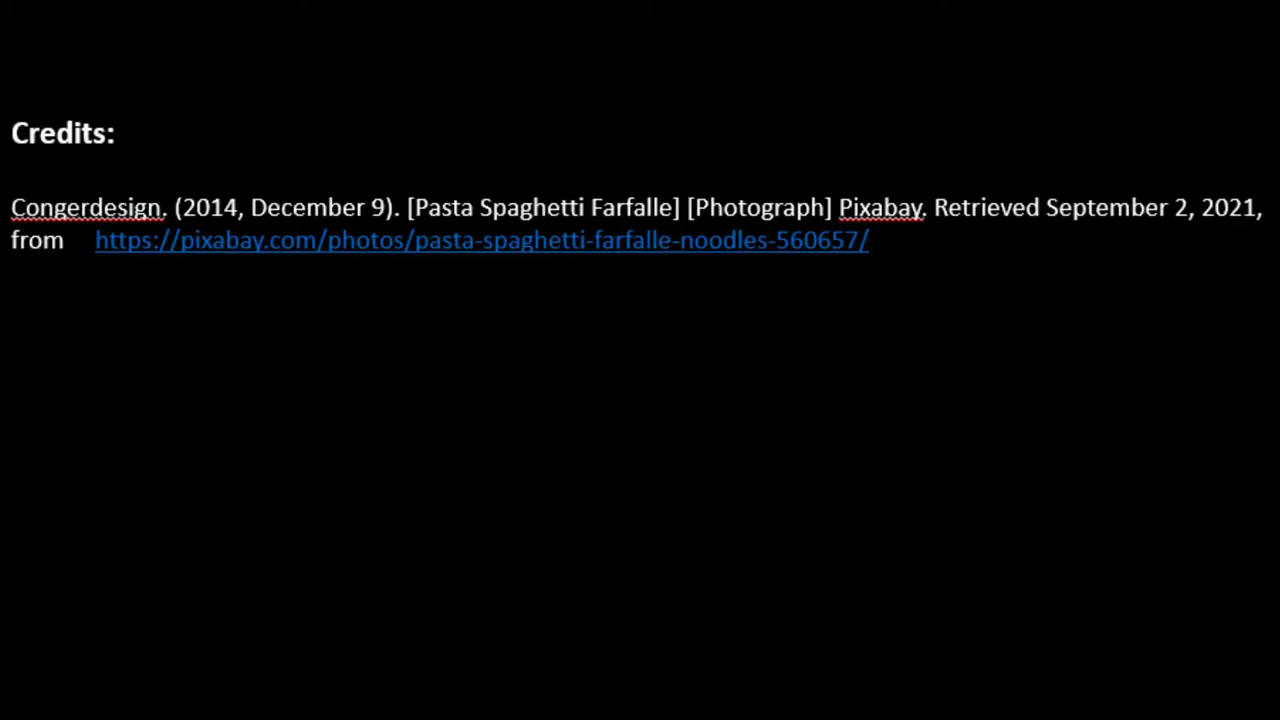 Credits:
Congerdesign. (2014, December 9). [Pasta Spaghetti Farfalle] [Photograph] Pixabay. Retrieved September 2, 2021,
from https://pixabay.com/photos/pasta-spaghetti-farfalle-noodles-560657/